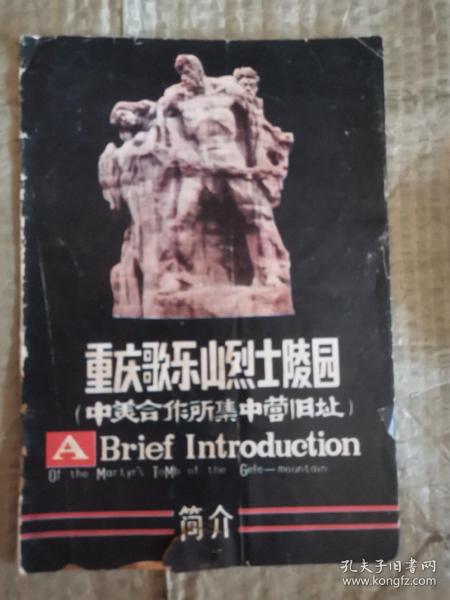 重庆歌乐山烈士陵园
(中美合作所集中营旧址)
A Brief Introduction
Of the Martyr's ToMb of the Gele-mountain
简介
孔夫子旧书网
www.kongfz.com